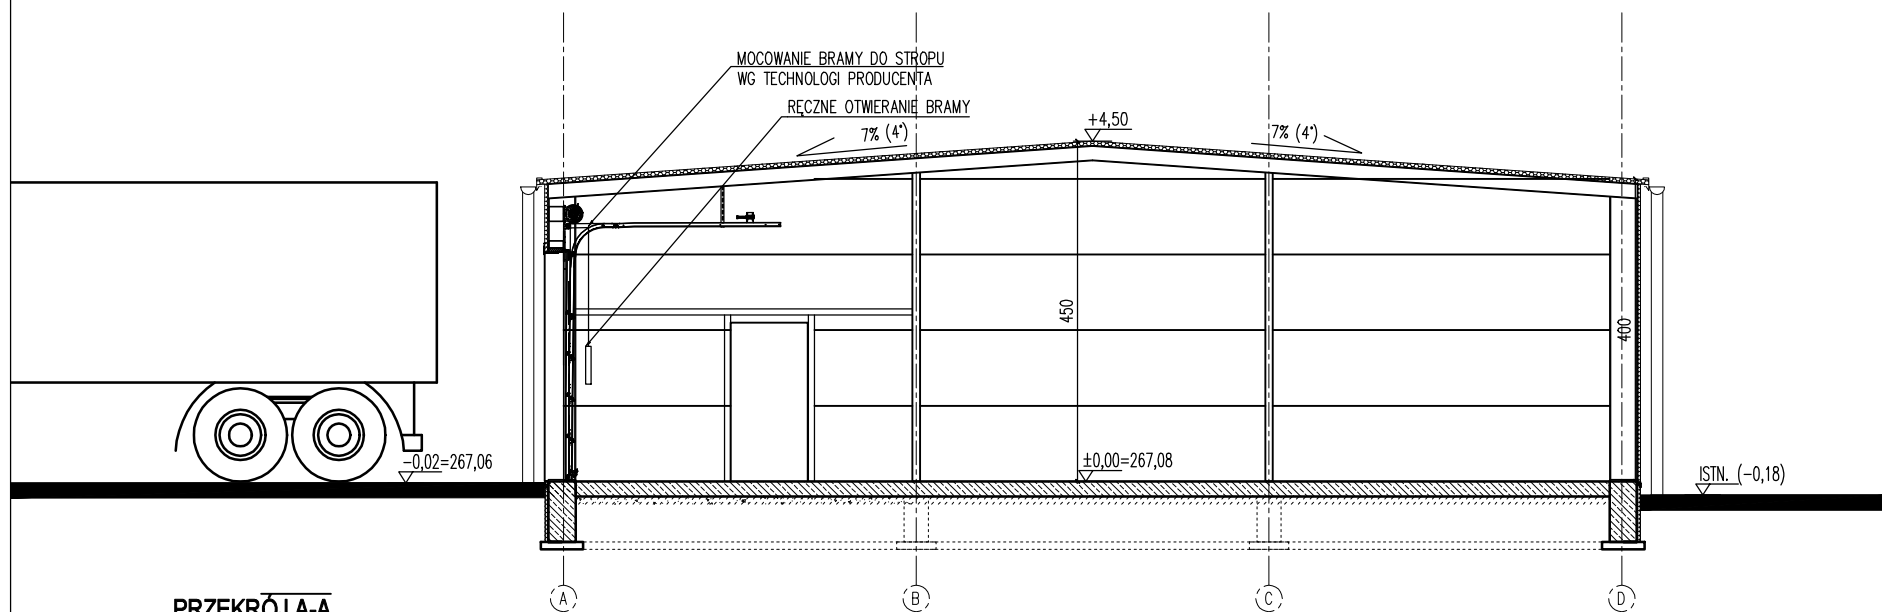 MOCOWANIE BRAMY DO STROPU
WG TECHNOLOGI PRODUCENTA
RĘCZNE OTWIERANIE BRAMY
7% (4°)
+4,50
7% (4°)
450
400
-0,02=267,06
±0,00=267,08
ISTN. (-0,18)
A
B
C
D
PRZEKRÓJ A-A